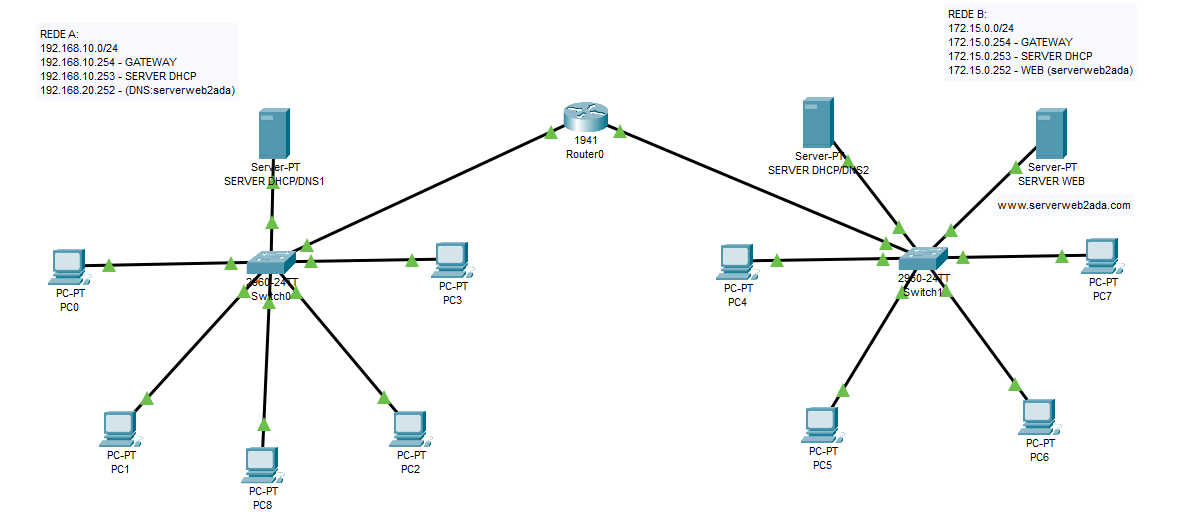 REDE A:
192.168.10.0/24
192.168.10.254 - GATEWAY
192.168.10.253 - SERVER DHCP
192.168.20.252 - (DNS:serverweb2ada)
REDE B:
172.15.0.0/24
172.15.0.254 - GATEWAY
172.15.0.253 - SERVER DHCP
172.15.0.252 - WEB (serverweb2ada)
Server-PT
SERVER DHCP/DNS1
1941
Router0
Server-PT
SERVER DHCP/DNS2
Server-PT
SERVER WEB
www.serverweb2ada.com
PC-PT
PC0
2960-24TT
Switch0
PC-PT
PC3
PC-PT
PC4
2960-24TT
Switch1
PC-PT
PC7
PC-PT
PC1
PC-PT
PC8
PC-PT
PC2
PC-PT
PC5
PC-PT
PC6